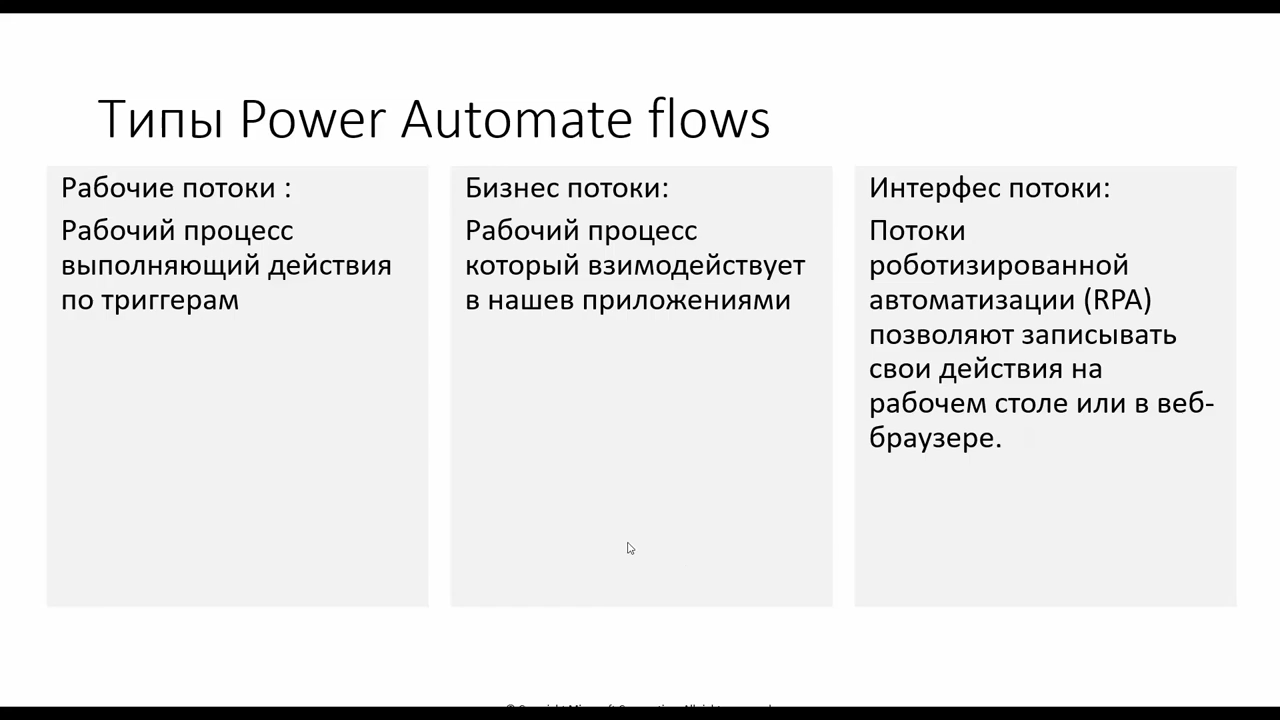 Типы Power Automate flows
Рабочие потоки :
Рабочий процесс
выполняющий действия
по триггерам
Бизнес потоки:
Рабочий процесс
который взимодействует
в нашев приложениями
Интерфес потоки:
Потоки
роботизированной
автоматизации (RPA)
позволяют записывать
свои действия на
рабочем столе или в веб-
браузере.